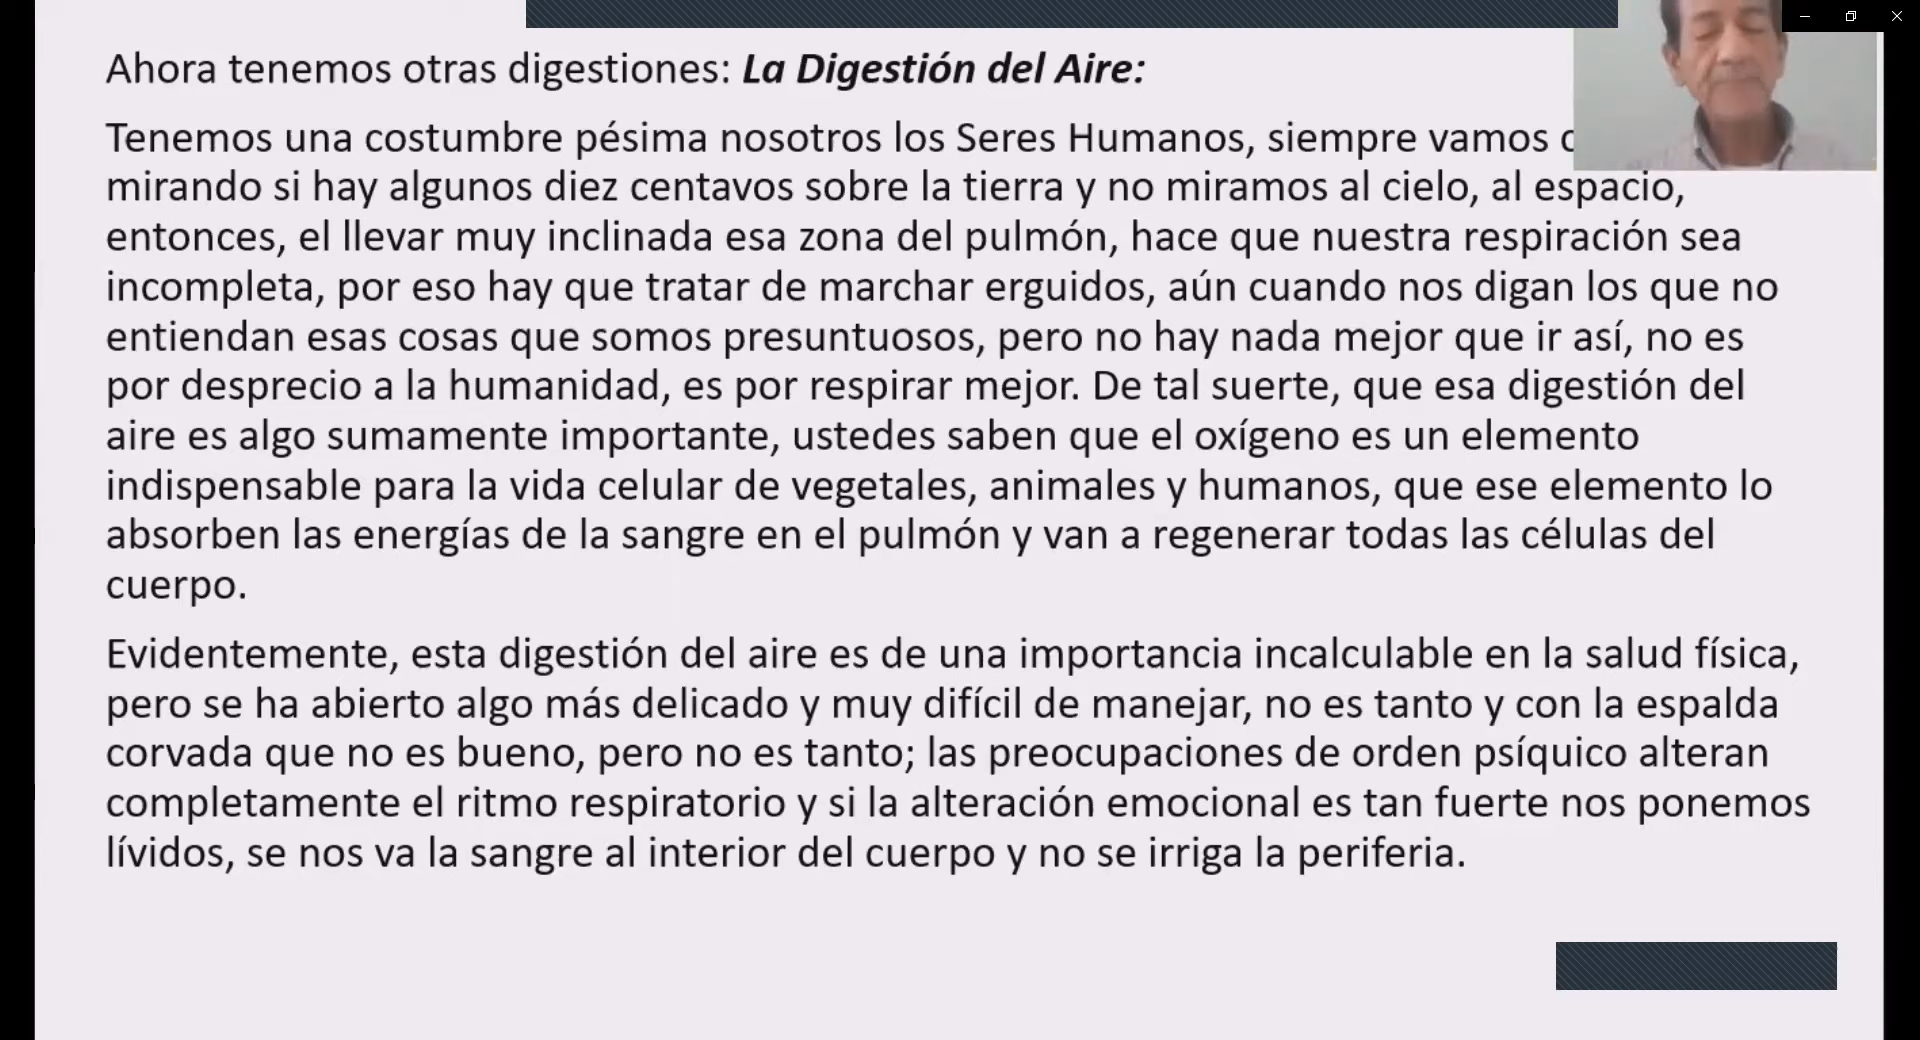 Ahora tenemos otras digestiones: La Digestión del Aire:
Tenemos una costumbre pésima nosotros los Seres Humanos, siempre vamos
mirando si hay algunos diez centavos sobre la tierra y no miramos al cielo, al espacio,
entonces, el llevar muy inclinada esa zona del pulmón, hace que nuestra respiración sea
incompleta, por eso hay que tratar de marchar erguidos, aún cuando nos digan los que no
entiendan esas cosas que somos presuntuosos, pero no hay nada mejor que ir así, no es
por desprecio a la humanidad, es por respirar mejor. De tal suerte, que esa digestión del
aire es algo sumamente importante, ustedes saben que el oxígeno es un elemento
indispensable para la vida celular de vegetales, animales y humanos, que ese elemento lo
absorben las energías de la sangre en el pulmón y van a regenerar todas las células del
cuerpo.
Evidentemente, esta digestión del aire es de una importancia incalculable en la salud física,
pero se ha abierto algo más delicado y muy difícil de manejar, no es tanto y con la espalda
corvada que no es bueno, pero no es tanto; las preocupaciones de orden psíquico alteran
completamente el ritmo respiratorio y si la alteración emocional es tan fuerte nos ponemos
lívidos, se nos va la sangre al interior del cuerpo y no se irriga la periferia.